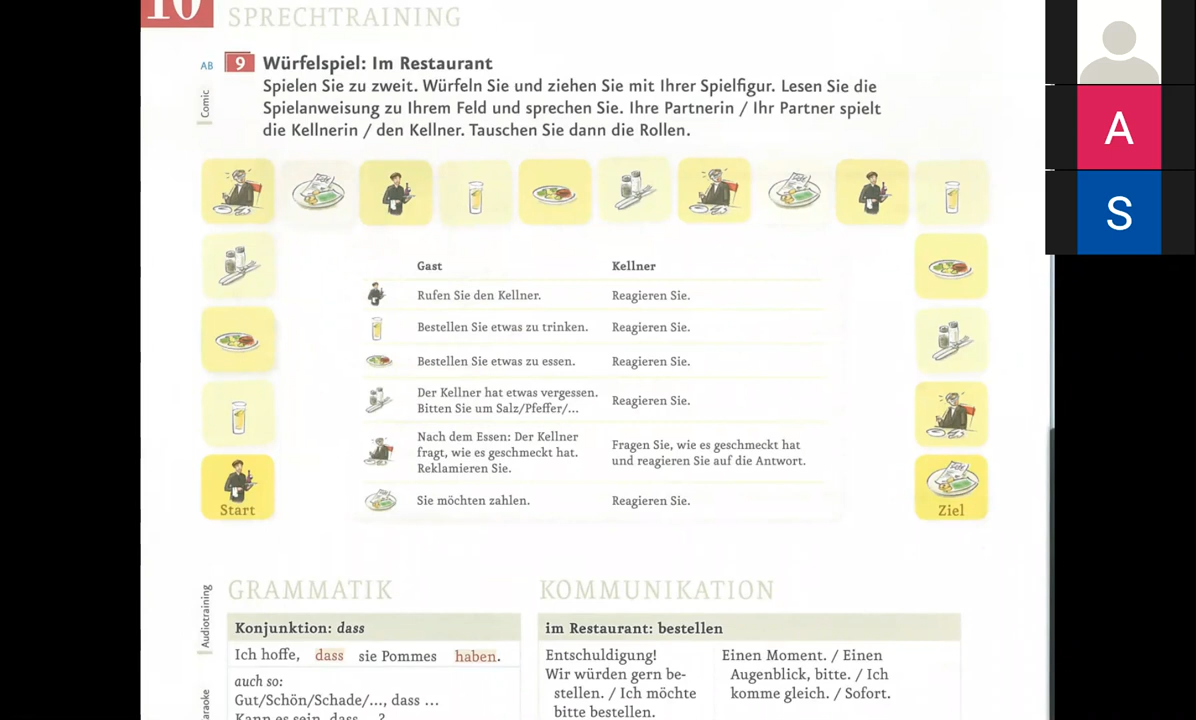 10 SPRECHTRAINING
AB 9 Würfelspiel: Im Restaurant
Comic
Spielen Sie zu zweit. Würfeln Sie und ziehen Sie mit Ihrer Spielfigur. Lesen Sie die
Spielanweisung zu Ihrem Feld und sprechen Sie. Ihre Partnerin / Ihr Partner spielt
die Kellnerin / den Kellner. Tauschen Sie dann die Rollen.
Gast Kellner
Rufen Sie den Kellner. Reagieren Sie.
Bestellen Sie etwas zu trinken. Reagieren Sie.
Bestellen Sie etwas zu essen. Reagieren Sie.
Der Kellner hat etwas vergessen.
Bitten Sie um Salz/Pfeffer/...
Reagieren Sie.
Nach dem Essen: Der Kellner
fragt, wie es geschmeckt hat.
Reklamieren Sie.
Fragen Sie, wie es geschmeckt hat
und reagieren Sie auf die Antwort.
Sie möchten zahlen. Reagieren Sie.
Start
Ziel
Audiotraining
GRAMMATIK
Konjunktion: dass
Ich hoffe, dass sie Pommes haben.
auch so:
Gut/Schön/Schade/..., dass ...
Kann es sein, dass ...?
KOMMUNIKATION
im Restaurant: bestellen
Entschuldigung!
Wir würden gern be-
stellen. / Ich möchte
bitte bestellen.
Einen Moment. / Einen
Augenblick, bitte. / Ich
komme gleich. / Sofort.
A
S